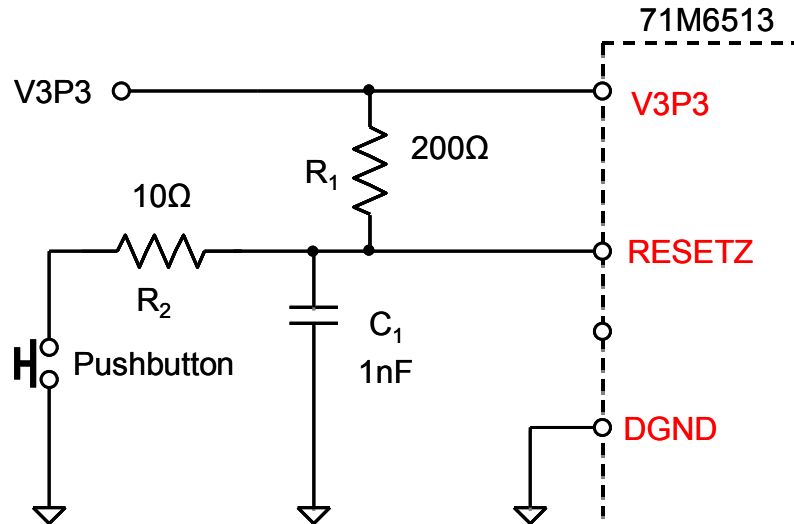 71M6513
V3P3
V3P3
200Ω
R₁
10Ω
RESETZ
R₂
C₁
Pushbutton
1nF
DGND